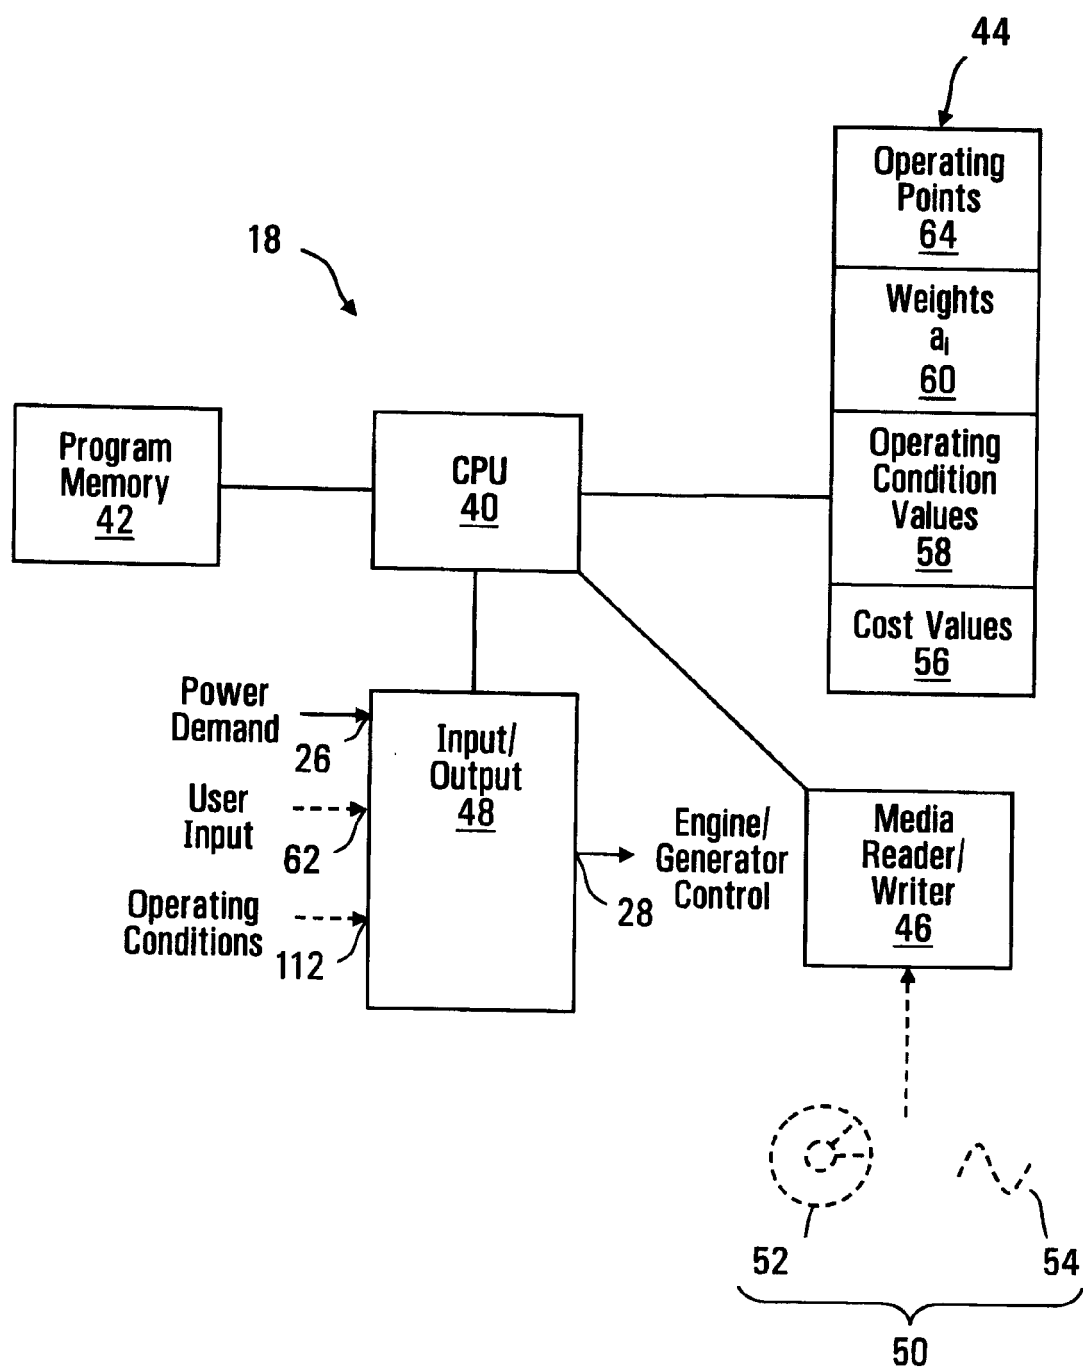 44
Operating
Points
64
18
Weights
aᵢ
60
Program
Memory
42
CPU
40
Operating
Condition
Values
58
Cost Values
56
Power
Demand
26
Input/
Output
48
User
Input
62
Engine/
Generator
Control
28
Media
Reader/
Writer
46
Operating
Conditions
112
52
54
50